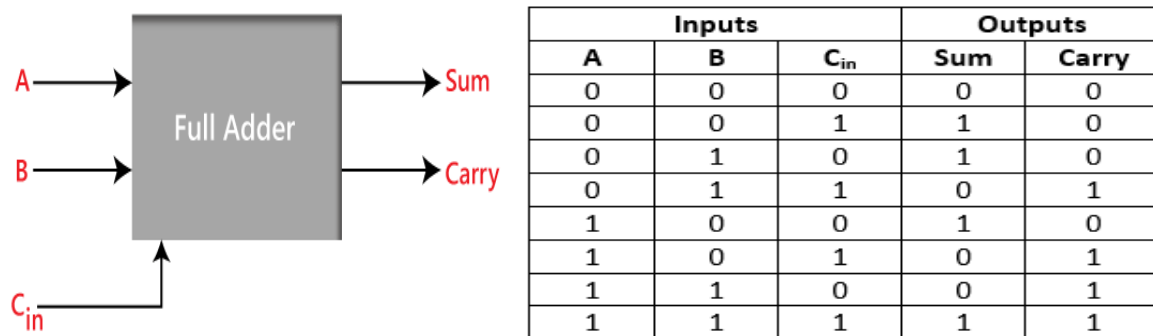 A
B
C_in
Full Adder
Sum
Carry
Inputs Outputs
A B C_in Sum Carry
0 0 0 0 0
0 0 1 1 0
0 1 0 1 0
0 1 1 0 1
1 0 0 1 0
1 0 1 0 1
1 1 0 0 1
1 1 1 1 1